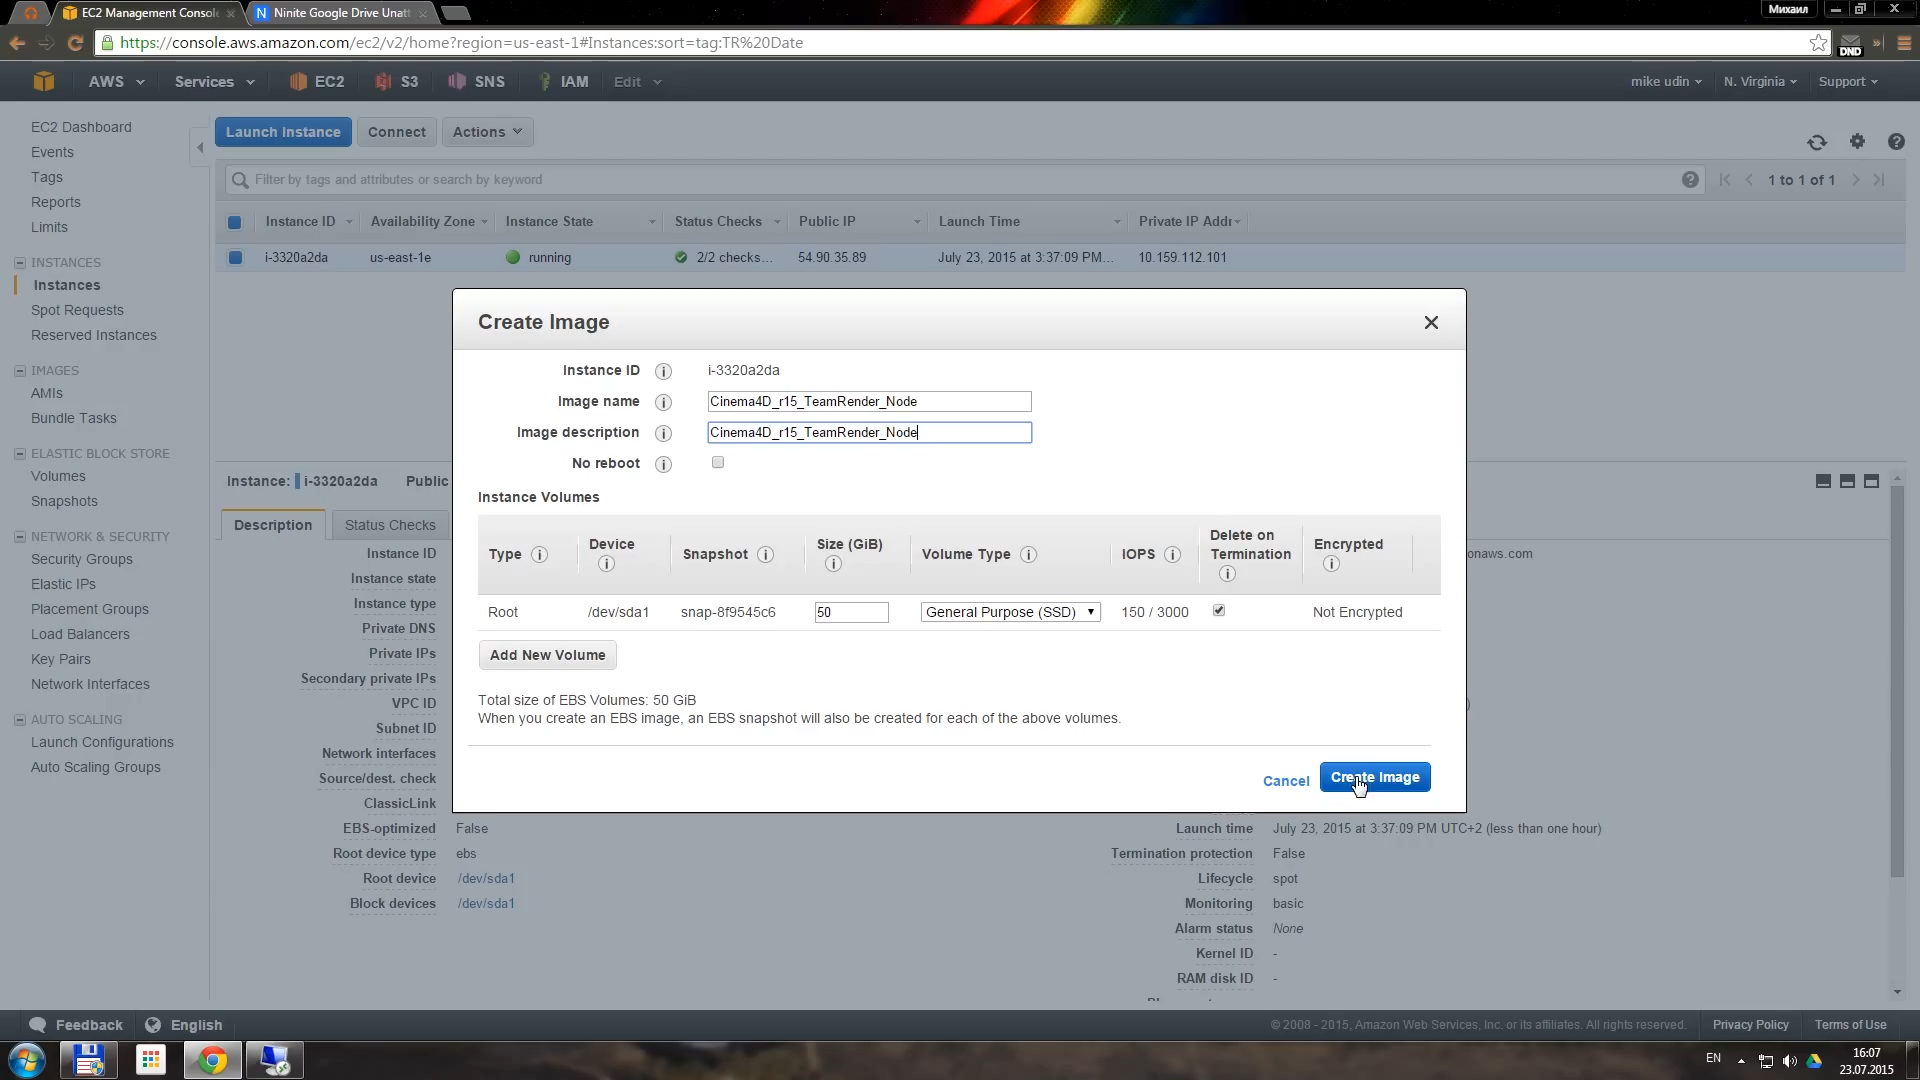 EC2 Management Consol
Ninite Google Drive Unatt
Михаил
https://console.aws.amazon.com/ec2/v2/home?region=us-east-1#Instances:sort=tag:TR%20Date
DND
AWS
Services
EC2
S3
SNS
IAM
Edit
mike udin
N. Virginia
Support
EC2 Dashboard
Events
Tags
Reports
Limits
INSTANCES
Instances
Spot Requests
Reserved Instances
IMAGES
AMIs
Bundle Tasks
ELASTIC BLOCK STORE
Volumes
Snapshots
NETWORK & SECURITY
Security Groups
Elastic IPs
Placement Groups
Load Balancers
Key Pairs
Network Interfaces
AUTO SCALING
Launch Configurations
Auto Scaling Groups
Launch Instance
Connect
Actions
Filter by tags and attributes or search by keyword
1 to 1 of 1
Instance ID
Availability Zone
Instance State
Status Checks
Public IP
Launch Time
Private IP Addr
i-3320a2da
us-east-1e
running
2/2 checks...
54.90.35.89
July 23, 2015 at 3:37:09 PM...
10.159.112.101
Create Image
Instance ID
i-3320a2da
Image name
Cinema4D_r15_TeamRender_Node
Image description
Cinema4D_r15_TeamRender_Node
No reboot
Instance Volumes
Type
Device
Snapshot
Size (GiB)
Volume Type
IOPS
Delete on Termination
Encrypted
Root
/dev/sda1
snap-8f9545c6
50
General Purpose (SSD)
150 / 3000
Not Encrypted
Add New Volume
Total size of EBS Volumes: 50 GiB
When you create an EBS image, an EBS snapshot will also be created for each of the above volumes.
Cancel
Create Image
Instance: i-3320a2da
Public
Description
Status Checks
Instance ID
Instance state
Instance type
Private DNS
Private IPs
Secondary private IPs
VPC ID
Subnet ID
Network interfaces
Source/dest. check
ClassicLink
EBS-optimized
False
Root device type
ebs
Root device
/dev/sda1
Block devices
/dev/sda1
onaws.com
)
Launch time
July 23, 2015 at 3:37:09 PM UTC+2 (less than one hour)
Termination protection
False
Lifecycle
spot
Monitoring
basic
Alarm status
None
Kernel ID
-
RAM disk ID
-
Feedback
English
© 2008 - 2015, Amazon Web Services, Inc. or its affiliates. All rights reserved.
Privacy Policy
Terms of Use
EN
16:07
23.07.2015